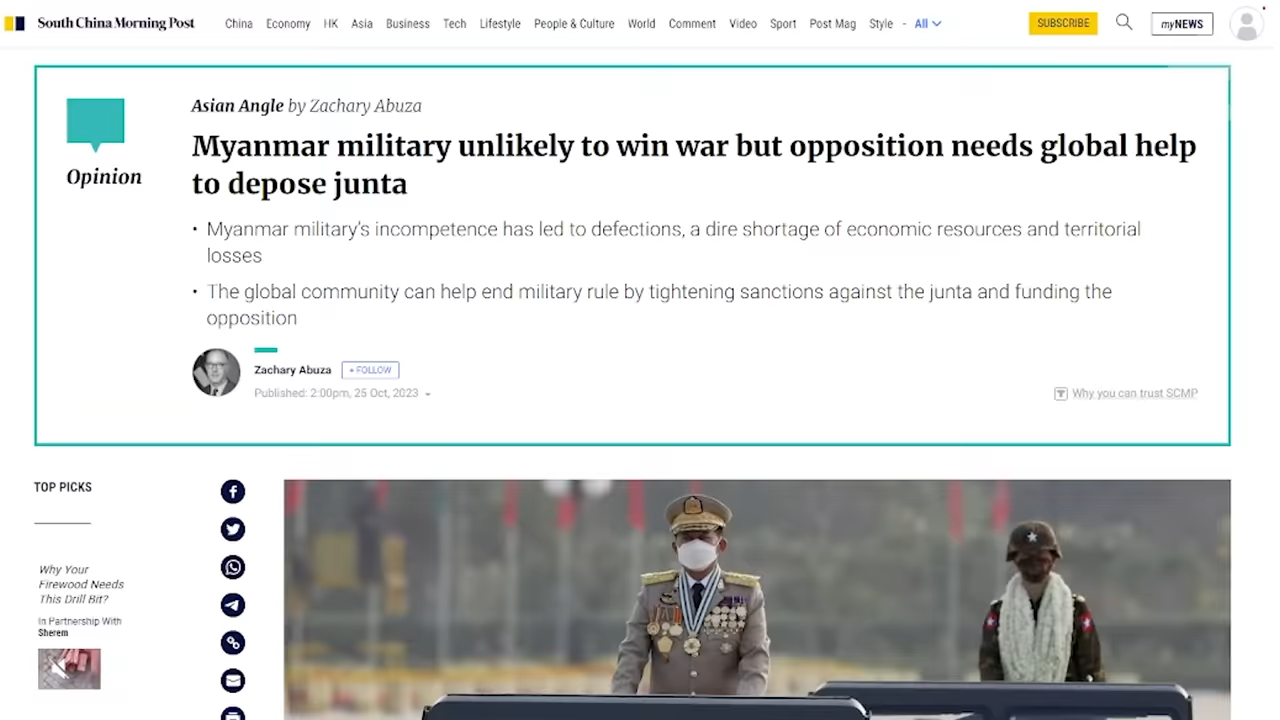 South China Morning Post
China Economy HK Asia Business Tech Lifestyle People & Culture World Comment Video Sport Post Mag Style - All
SUBSCRIBE
myNEWS
Opinion
Asian Angle by Zachary Abuza
Myanmar military unlikely to win war but opposition needs global help
to depose junta
• Myanmar military's incompetence has led to defections, a dire shortage of economic resources and territorial
losses
• The global community can help end military rule by tightening sanctions against the junta and funding the
opposition
Zachary Abuza
+ FOLLOW
Published: 2:00pm, 25 Oct, 2023
Why you can trust SCMP
TOP PICKS
Why Your
Firewood Needs
This Drill Bit?
In Partnership With
Sherem